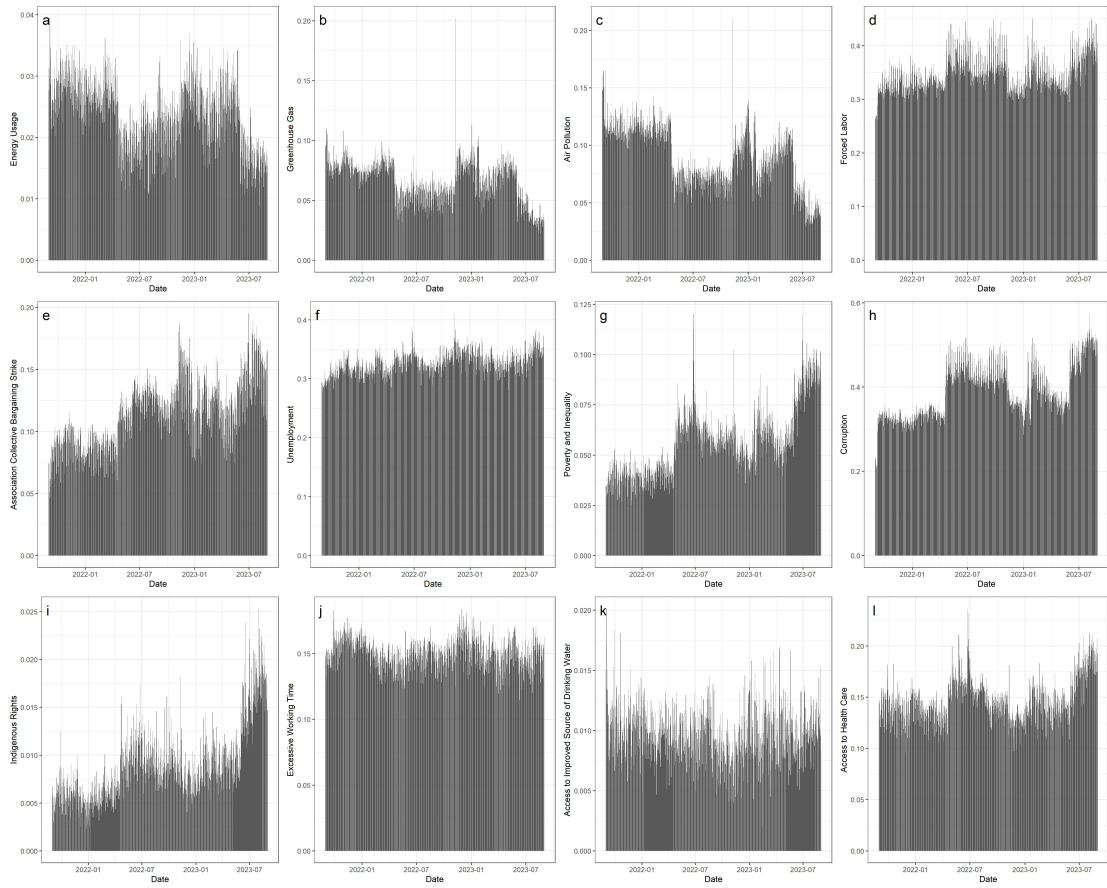 a
0.04
0.03
0.02
0.01
0.00
Energy Usage
2022-01 2022-07 2023-01 2023-07
Date
b
0.20
0.15
0.10
0.05
0.00
Greenhouse Gas
2022-01 2022-07 2023-01 2023-07
Date
c
0.20
0.15
0.10
0.05
0.00
Air Pollution
2022-01 2022-07 2023-01 2023-07
Date
d
0.4
0.3
0.2
0.1
0.0
Forced Labor
2022-01 2022-07 2023-01 2023-07
Date
e
0.20
0.15
0.10
0.05
0.00
Association Collective Bargaining Strike
2022-01 2022-07 2023-01 2023-07
Date
f
0.4
0.3
0.2
0.1
0.0
Unemployment
2022-01 2022-07 2023-01 2023-07
Date
g
0.125
0.100
0.075
0.050
0.025
0.000
Poverty and Inequality
2022-01 2022-07 2023-01 2023-07
Date
h
0.6
0.4
0.2
0.0
Corruption
2022-01 2022-07 2023-01 2023-07
Date
i
0.025
0.020
0.015
0.010
0.005
0.000
Indigenous Rights
2022-01 2022-07 2023-01 2023-07
Date
j
0.15
0.10
0.05
0.00
Excessive Working Time
2022-01 2022-07 2023-01 2023-07
Date
k
0.020
0.015
0.010
0.005
0.000
Access to Improved Source of Drinking Water
2022-01 2022-07 2023-01 2023-07
Date
l
0.20
0.15
0.10
0.05
0.00
Access to Health Care
2022-01 2022-07 2023-01 2023-07
Date